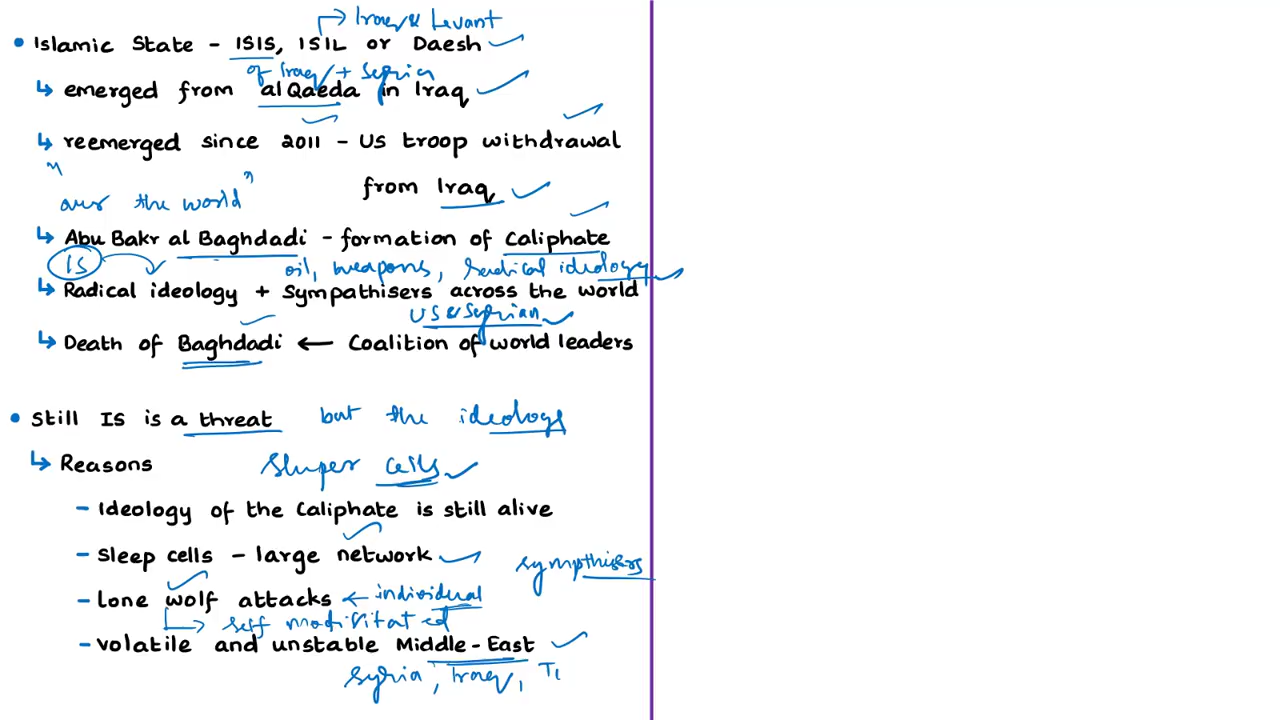 Iraq & Levant
• Islamic State - ISIS, ISIL or Daesh
of Iraq + Syria
↳ emerged from al Qaeda in Iraq
↳ reemerged since 2011 - US troop withdrawal
from Iraq
" over the world "
↳ Abu Bakr al Baghdadi - formation of Caliphate
IS oil, weapons, radical ideology
↳ Radical ideology + Sympathisers across the world
US & Syrian
↳ Death of Baghdadi ← Coalition of world leaders
• Still IS is a threat but the ideology
↳ Reasons sleeper cells
- Ideology of the Caliphate is still alive
- Sleep cells - large network
sympthisers
- Lone wolf attacks ← individual
→ self
- volatile and unstable Middle-East
Syria, Iraq,